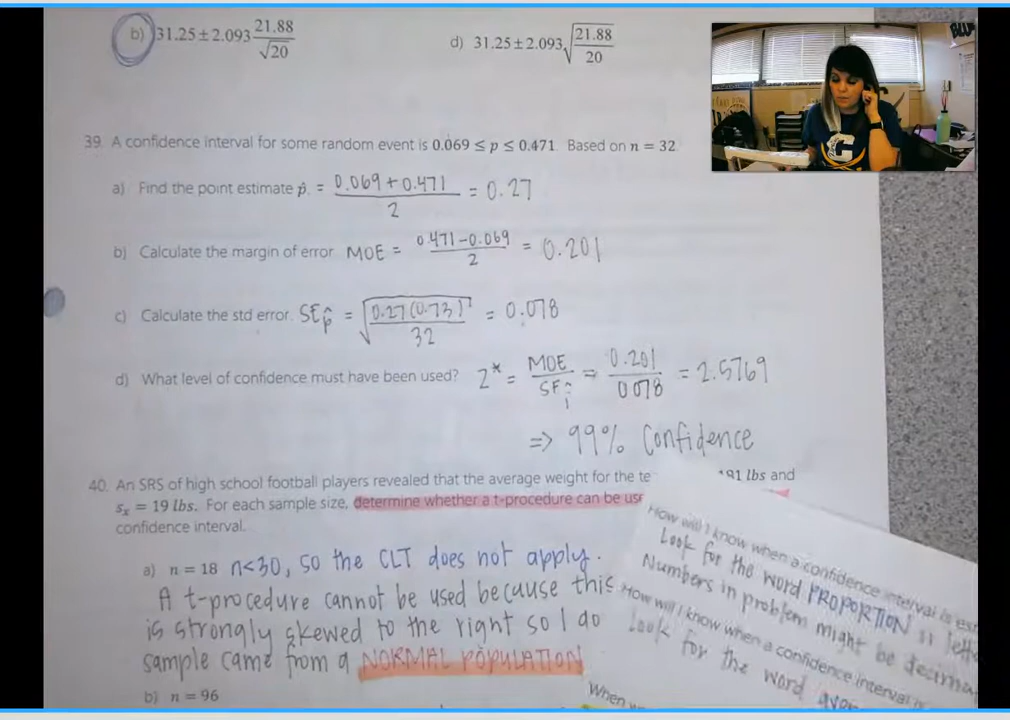 b) 31.25 ± 2.093 21.88/√20
d) 31.25 ± 2.093 √(21.88/20)
39. A confidence interval for some random event is 0.069 ≤ p ≤ 0.471. Based on n = 32
a) Find the point estimate p̂. = (0.069 + 0.471)/2 = 0.27
b) Calculate the margin of error MOE = (0.471 - 0.069)/2 = 0.201
c) Calculate the std error. SE p̂ = √(0.27(0.73)/32) = 0.078
d) What level of confidence must have been used? Z* = MOE/SE p̂ = 0.201/0.078 = 2.5769
=> 99% Confidence
40. An SRS of high school football players revealed that the average weight for the te 191 lbs and
sₓ = 19 lbs. For each sample size, determine whether a t-procedure can be use
confidence interval.
a) n = 18 n<30, so the CLT does not apply.
A t-procedure cannot be used because this
is strongly skewed to the right so I do
sample came from a NORMAL POPULATION
b) n = 96
How will I know when a confidence interval is est
Look for the word PROPORTION
Numbers in problem might be decima
How will I know when a confidence interval is
Look for the word aver
When
C